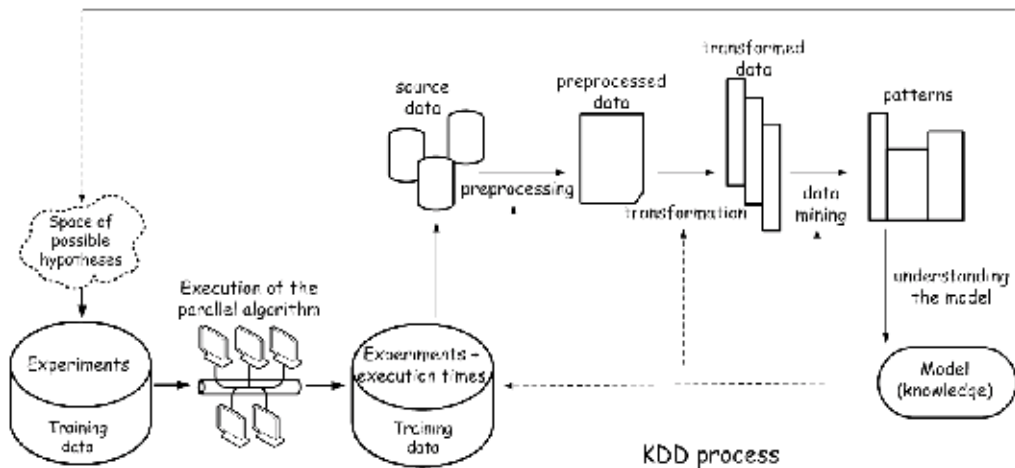 transformed
data
source
data
preprocessed
data
patterns
preprocessing
transformation
data
mining
Space of
possible
hypotheses
understanding
the model
Execution of the
parallel algorithm
Experiments
Training
data
Experiments -
execution times
Training
data
Model
(knowledge)
KDD process